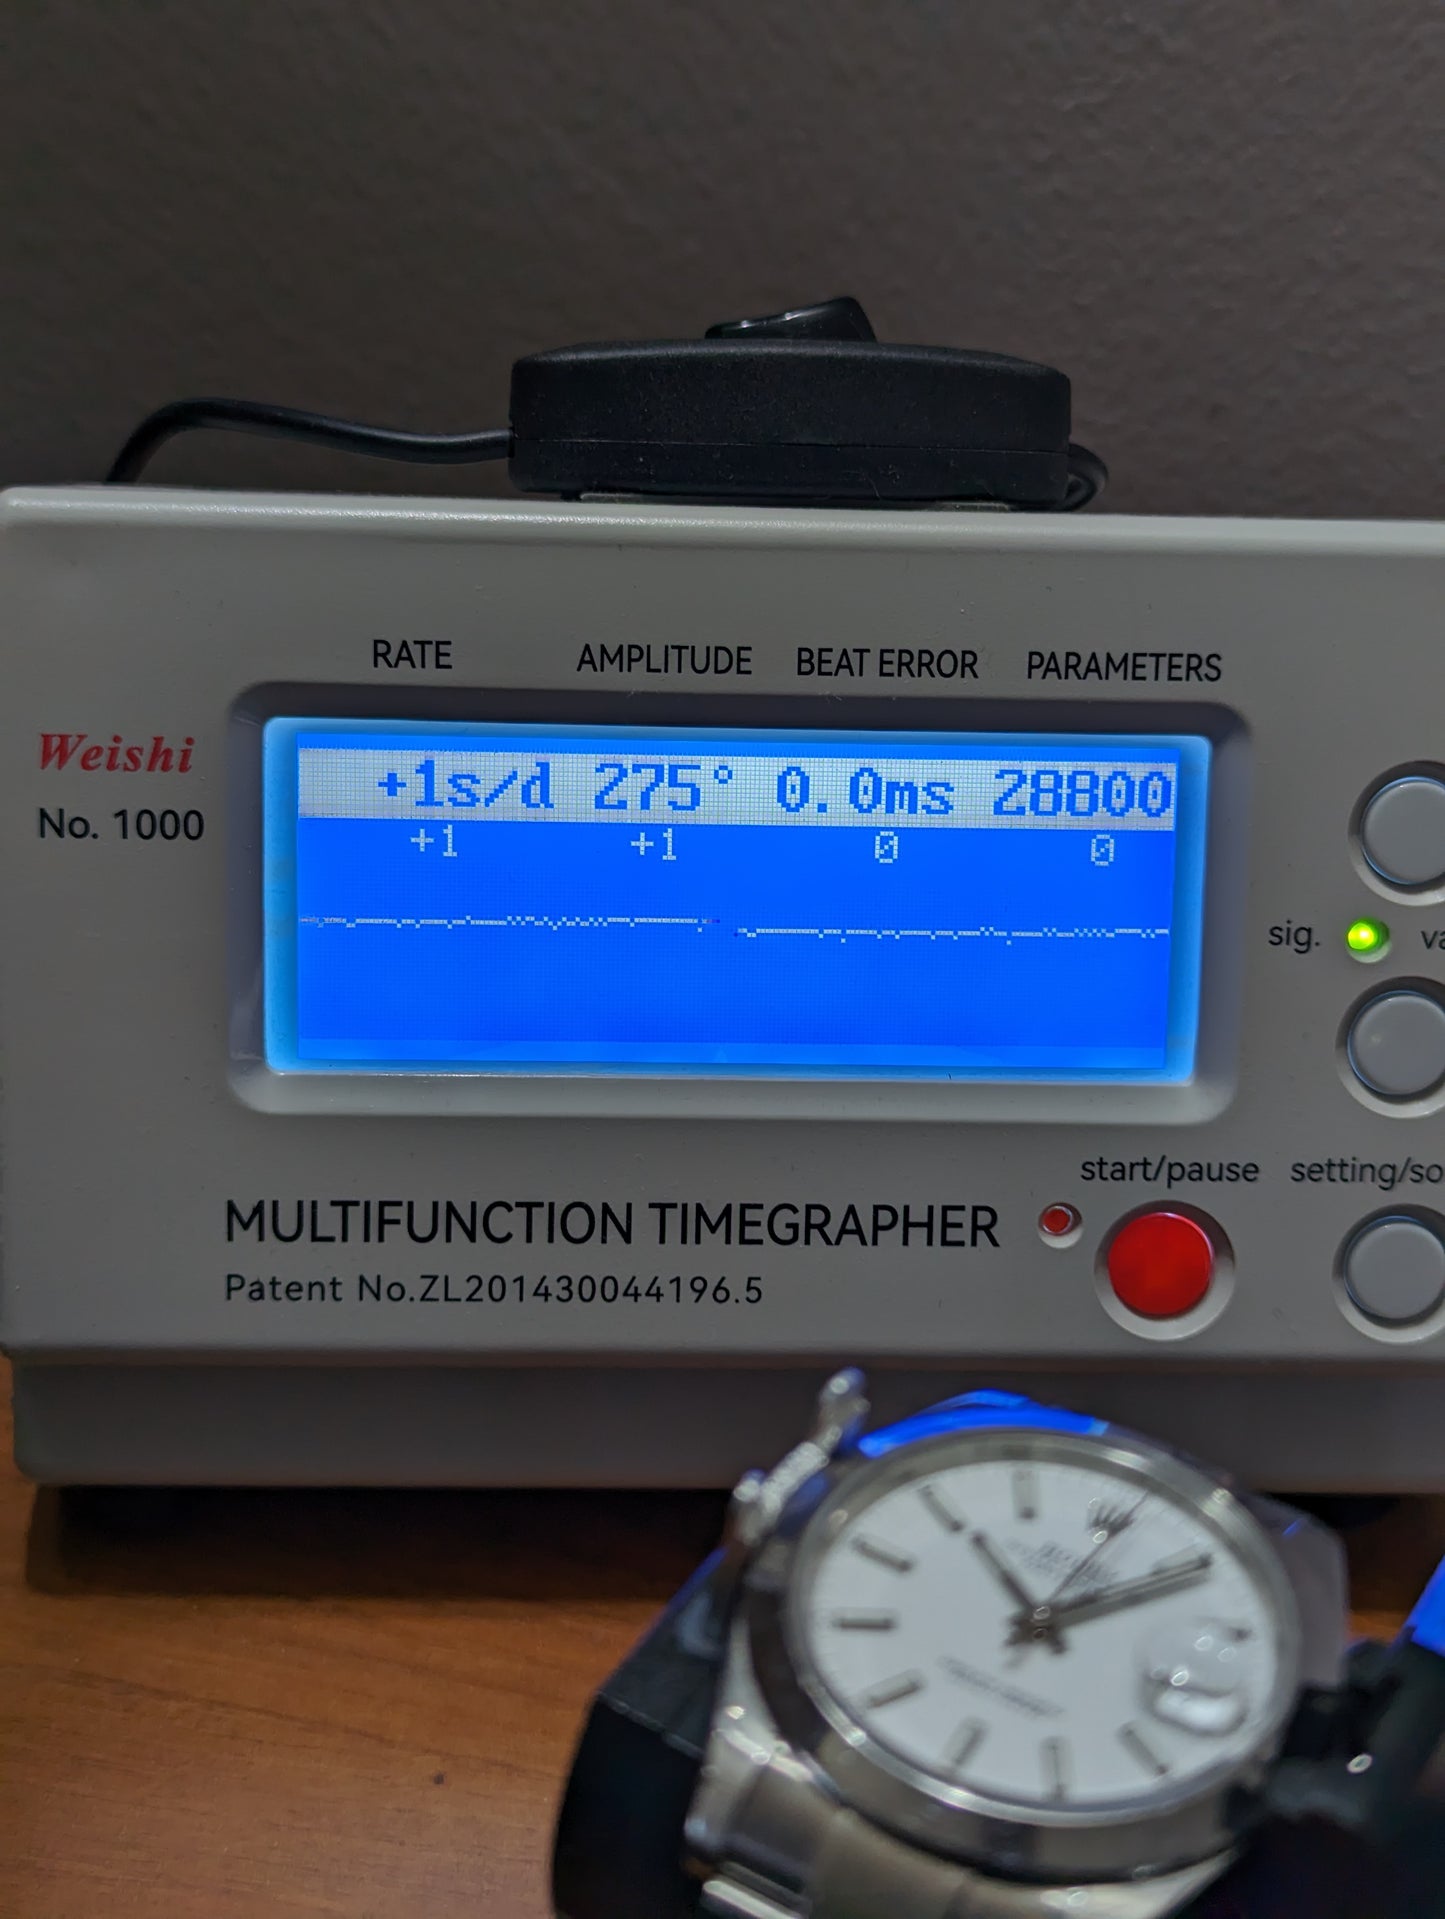 RATE AMPLITUDE BEAT ERROR PARAMETERS
Weishi
No. 1000
+1s/d 275° 0.0ms 28800
+1 +1 0 0
sig.
start/pause
MULTIFUNCTION TIMEGRAPHER
Patent No.ZL201430044196.5